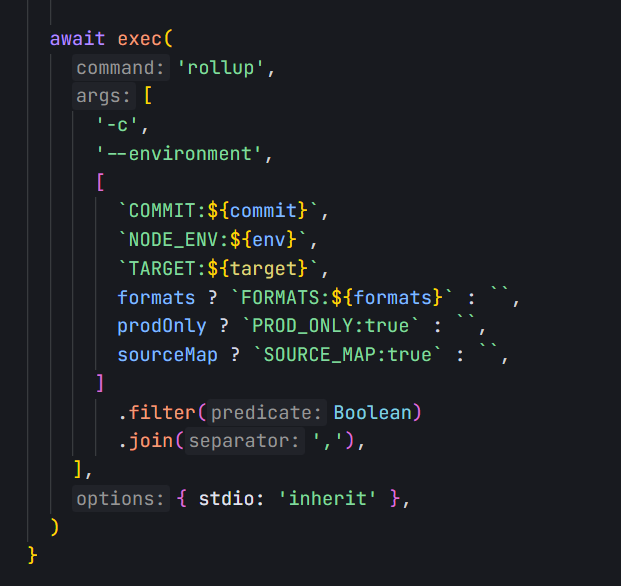 await exec(
command: 'rollup',
args: [
'-c',
'--environment',
[
`COMMIT:${commit}`,
`NODE_ENV:${env}`,
`TARGET:${target}`,
formats ? `FORMATS:${formats}` : ``,
prodOnly ? `PROD_ONLY:true` : ``,
sourceMap ? `SOURCE_MAP:true` : ``,
]
.filter(predicate: Boolean)
.join(separator: ','),
],
options: { stdio: 'inherit' },
)
}